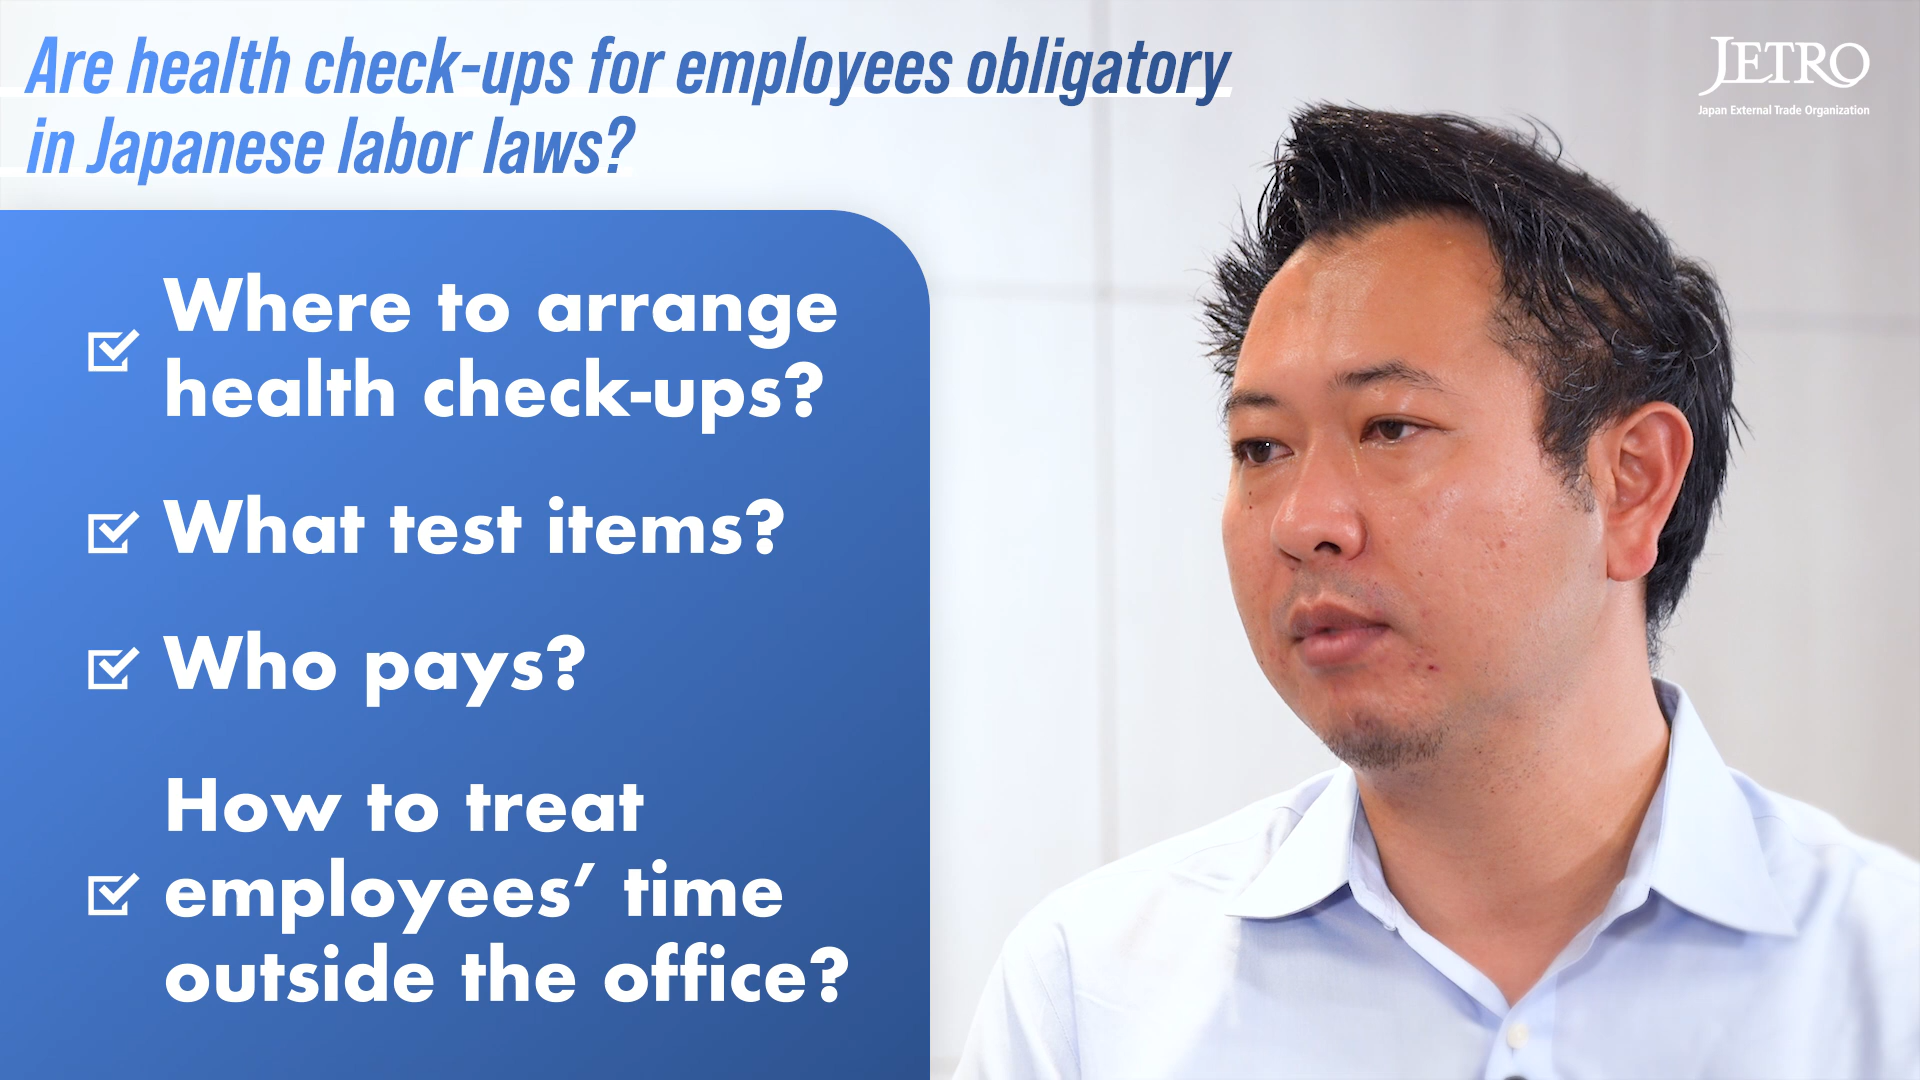 Are health check-ups for employees obligatory
in Japanese labor laws?
JETRO
Japan External Trade Organization
Where to arrange
health check-ups?
What test items?
Who pays?
How to treat
employees’ time
outside the office?